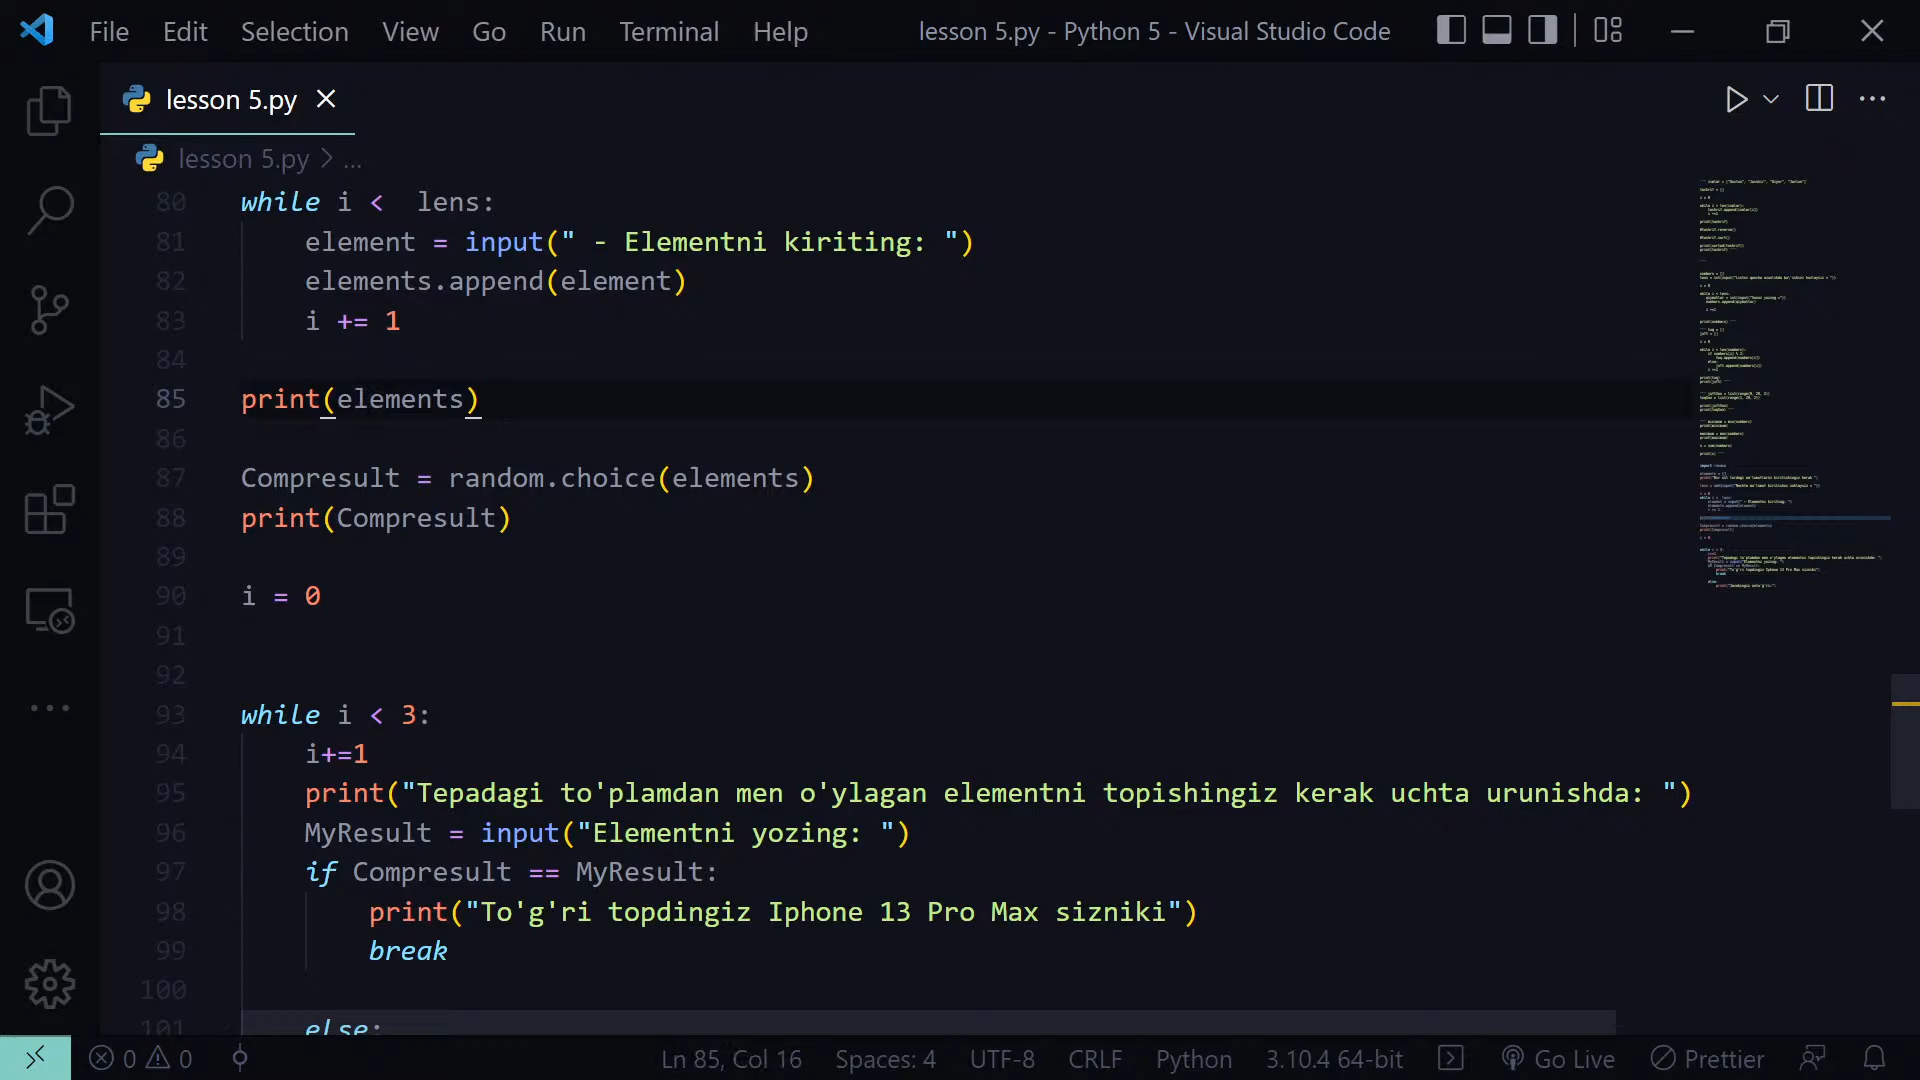 File Edit Selection View Go Run Terminal Help lesson 5.py - Python 5 - Visual Studio Code
lesson 5.py
lesson 5.py > ...
80 while i <  lens:
81     element = input(" - Elementni kiriting: ")
82     elements.append(element)
83     i += 1
84
85 print(elements)
86
87 Compresult = random.choice(elements)
88 print(Compresult)
89
90 i = 0
91
92
93 while i < 3:
94     i+=1
95     print("Tepadagi to'plamdan men o'ylagan elementni topishingiz kerak uchta urunishda: ")
96     MyResult = input("Elementni yozing: ")
97     if Compresult == MyResult:
98         print("To'g'ri topdingiz Iphone 13 Pro Max sizniki")
99         break
100
101     else:
0 0 Ln 85, Col 16 Spaces: 4 UTF-8 CRLF Python 3.10.4 64-bit Go Live Prettier